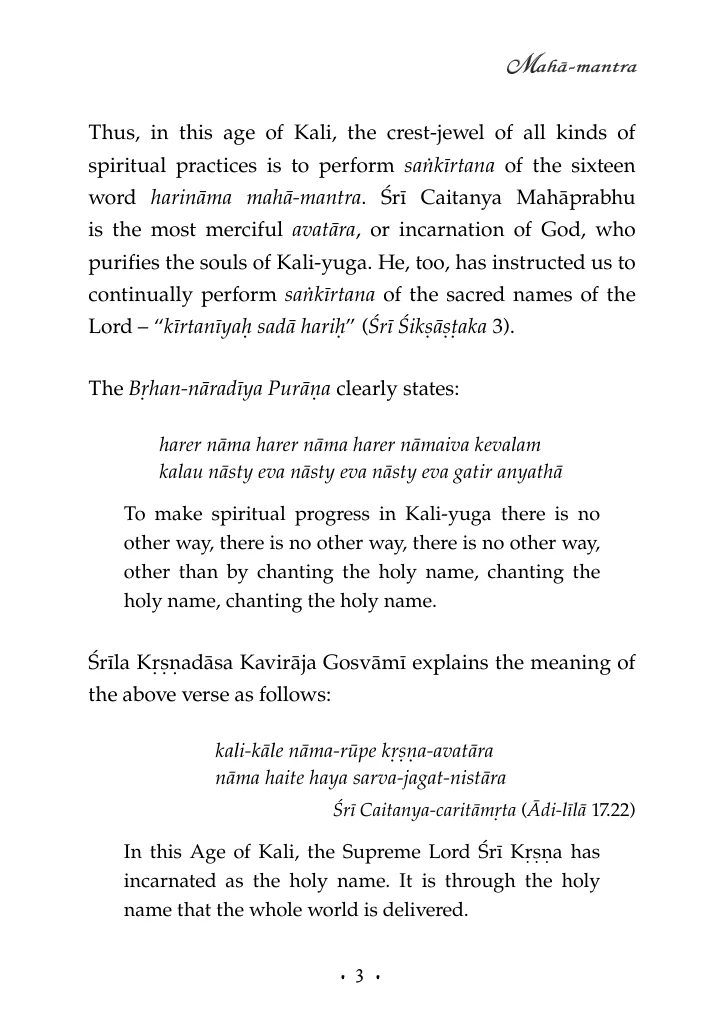 Mahā-mantra
Thus, in this age of Kali, the crest-jewel of all kinds of
spiritual practices is to perform saṅkīrtana of the sixteen
word harināma mahā-mantra. Śrī Caitanya Mahāprabhu
is the most merciful avatāra, or incarnation of God, who
purifies the souls of Kali-yuga. He, too, has instructed us to
continually perform saṅkīrtana of the sacred names of the
Lord – “kīrtanīyaḥ sadā hariḥ” (Śrī Śikṣāṣṭaka 3).
The Bṛhan-nāradīya Purāṇa clearly states:
harer nāma harer nāma harer nāmaiva kevalam
kalau nāsty eva nāsty eva nāsty eva gatir anyathā
To make spiritual progress in Kali-yuga there is no
other way, there is no other way, there is no other way,
other than by chanting the holy name, chanting the
holy name, chanting the holy name.
Śrīla Kṛṣṇadāsa Kavirāja Gosvāmī explains the meaning of
the above verse as follows:
kali-kāle nāma-rūpe kṛṣṇa-avatāra
nāma haite haya sarva-jagat-nistāra
Śrī Caitanya-caritāmṛta (Ādi-līlā 17.22)
In this Age of Kali, the Supreme Lord Śrī Kṛṣṇa has
incarnated as the holy name. It is through the holy
name that the whole world is delivered.
• 3 •